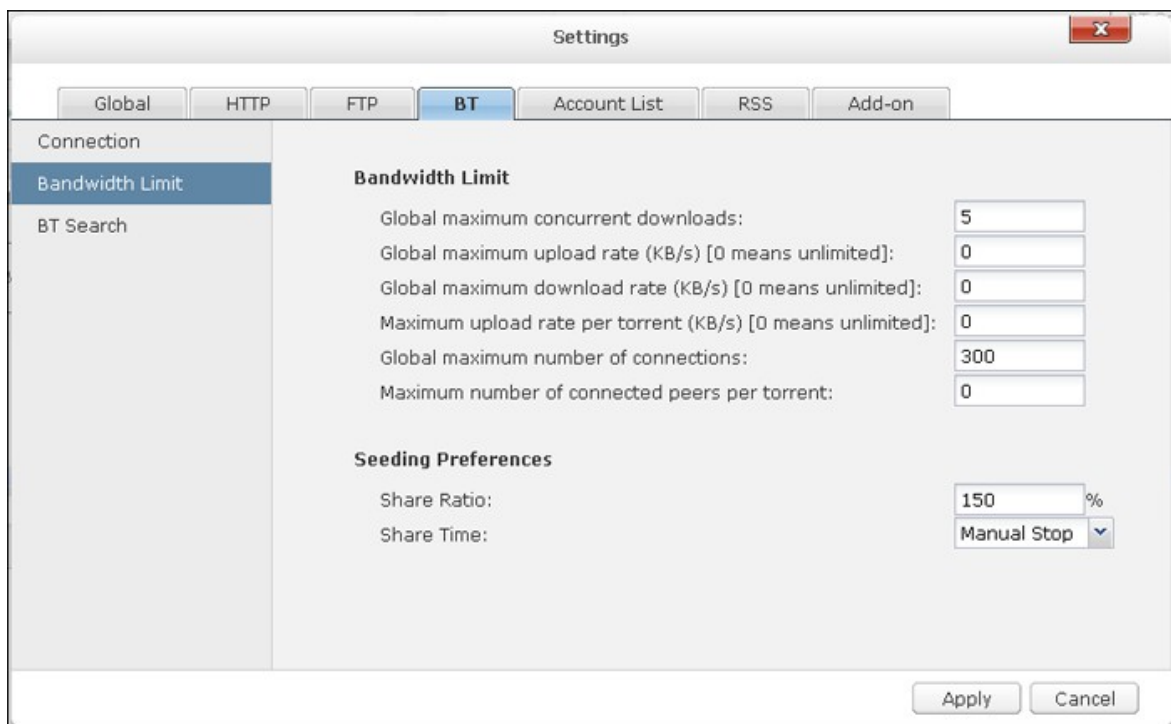 Settings
Global HTTP FTP BT Account List RSS Add-on
Connection
Bandwidth Limit
BT Search
Bandwidth Limit
Global maximum concurrent downloads: 5
Global maximum upload rate (KB/s) [0 means unlimited]: 0
Global maximum download rate (KB/s) [0 means unlimited]: 0
Maximum upload rate per torrent (KB/s) [0 means unlimited]: 0
Global maximum number of connections: 300
Maximum number of connected peers per torrent: 0
Seeding Preferences
Share Ratio: 150 %
Share Time: Manual Stop
Apply Cancel